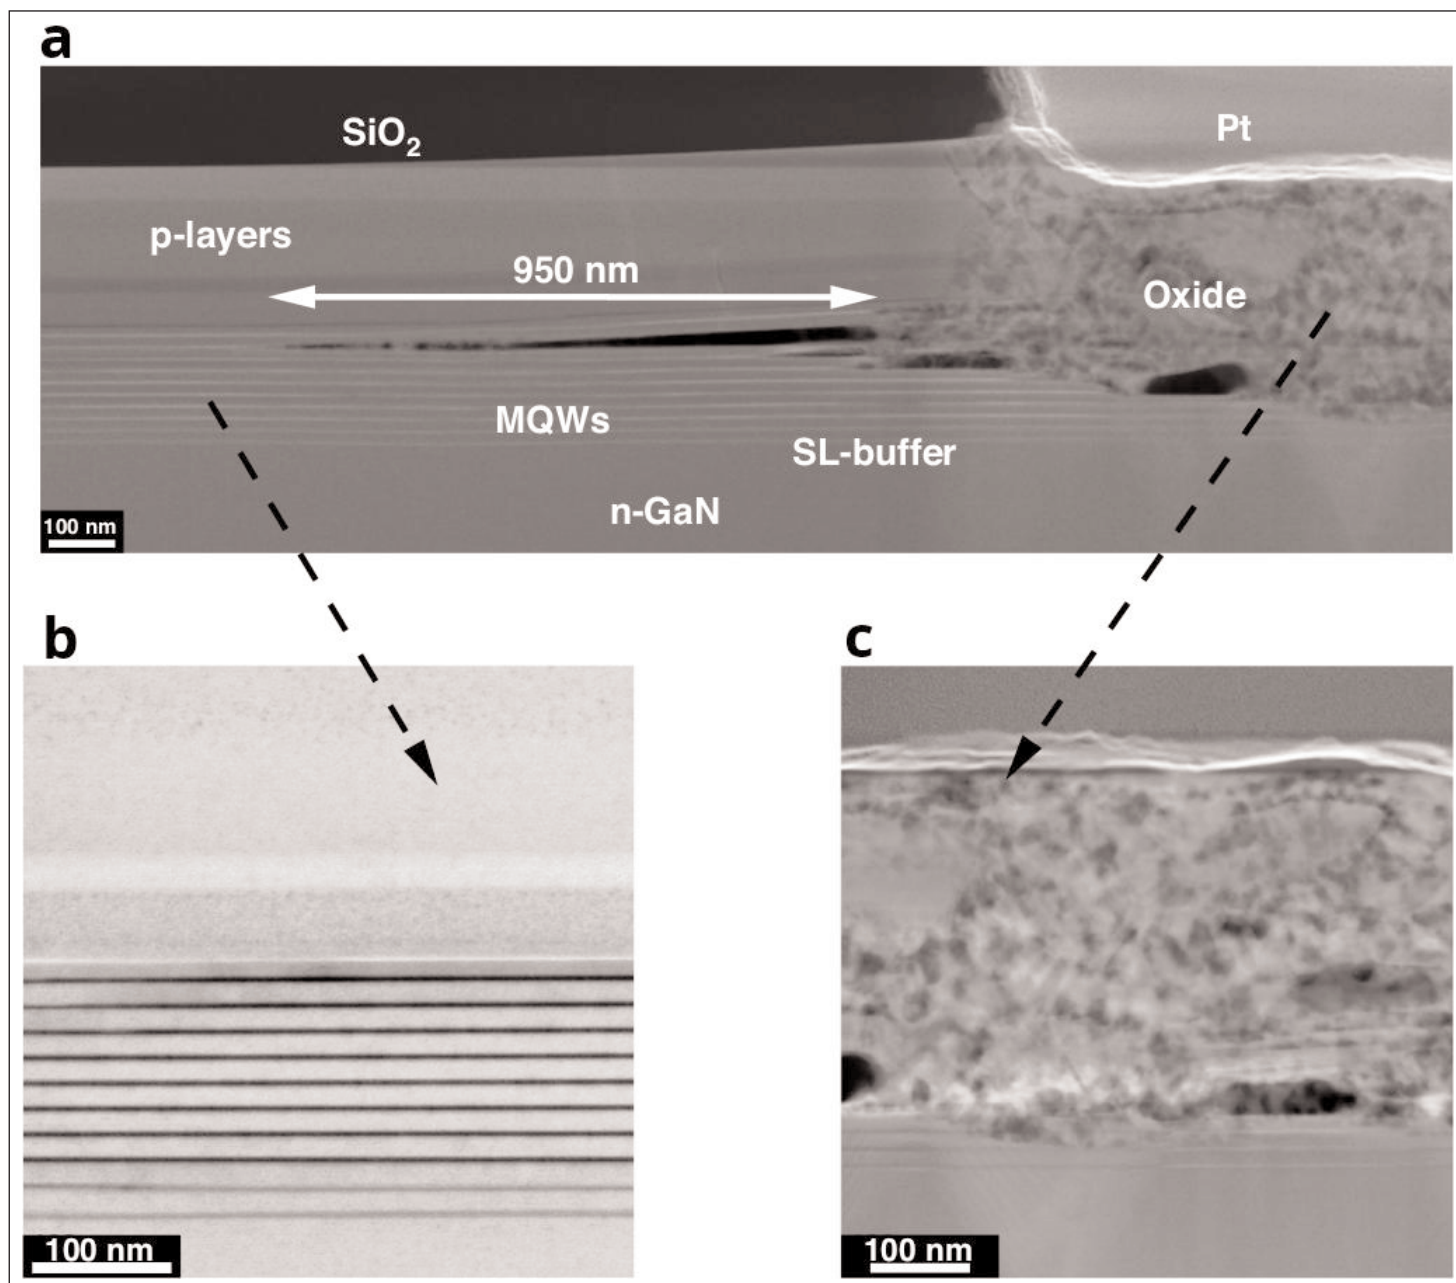 a
SiO₂
Pt
p-layers
950 nm
Oxide
MQWs
SL-buffer
n-GaN
100 nm
b
c
100 nm
100 nm